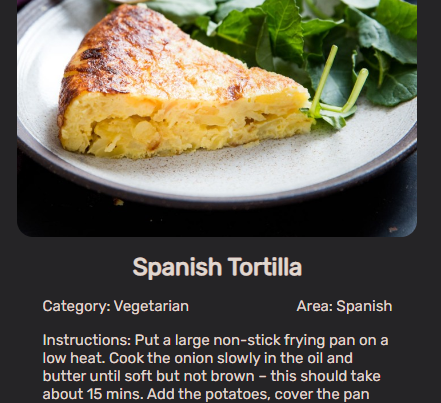 Spanish Tortilla
Category: Vegetarian Area: Spanish
Instructions: Put a large non-stick frying pan on a
low heat. Cook the onion slowly in the oil and
butter until soft but not brown – this should take
about 15 mins. Add the potatoes, cover the pan